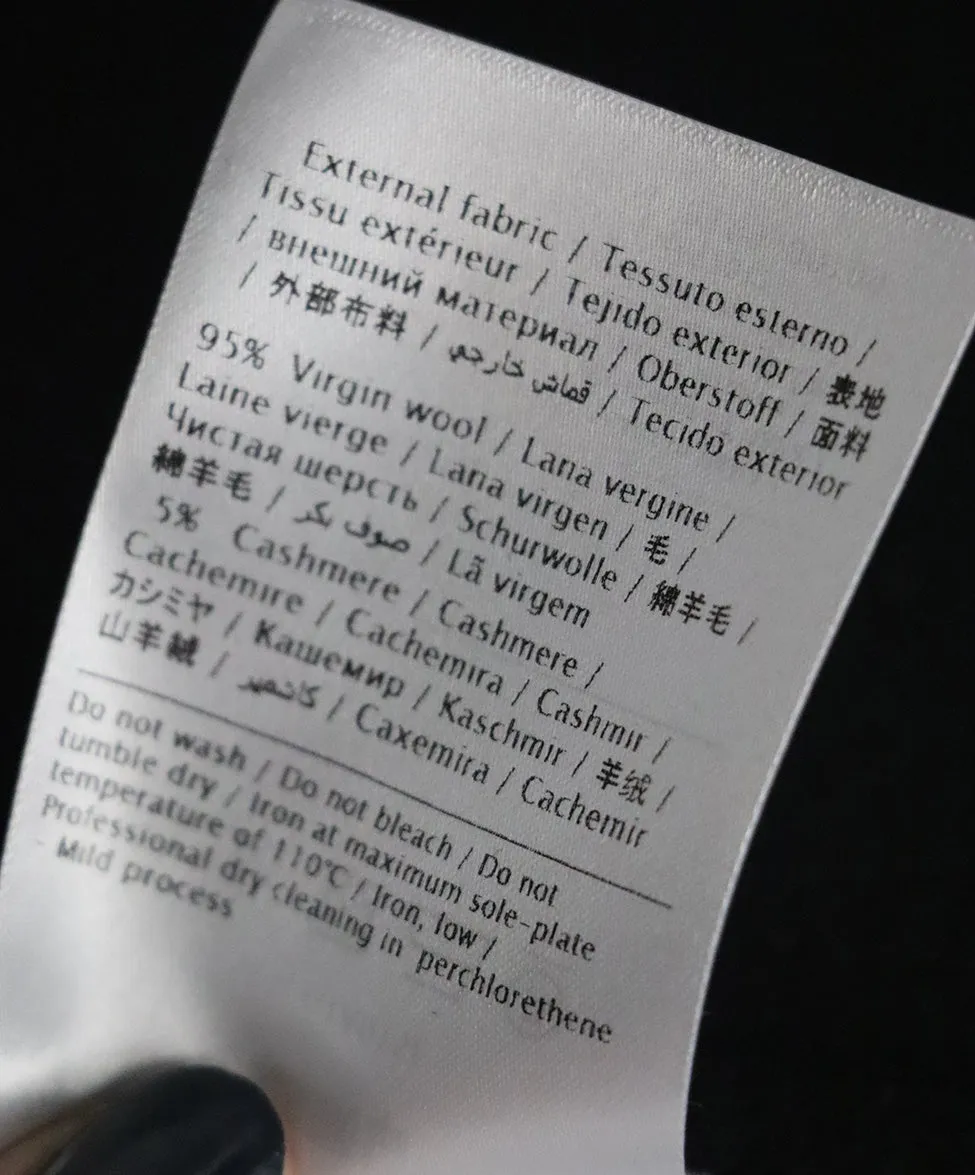 External fabric / Tessuto esterno /
Tissu extérieur / Tejido exterior / 表地
/ внешний материал / Oberstoff / 面料
/ 外部布料 / قماش خارجي / Tecido exterior
95% Virgin wool / Lana vergine /
Laine vierge / Lana virgen / 毛 /
Чистая шерсть / Schurwolle / 綿羊毛 /
綿羊毛 / صوف بكر / Lã virgem
5% Cashmere / Cashmere /
Cachemire / Cachemira / Cashmir /
カシミヤ / Кашемир / Kaschmir / 羊绒 /
山羊絨 / كاشمير / Caxemira / Cachemir
Do not wash / Do not bleach / Do not
tumble dry / Iron at maximum sole-plate
temperature of 110°C / Iron, low /
Professional dry cleaning in perchlorethene
- Mild process